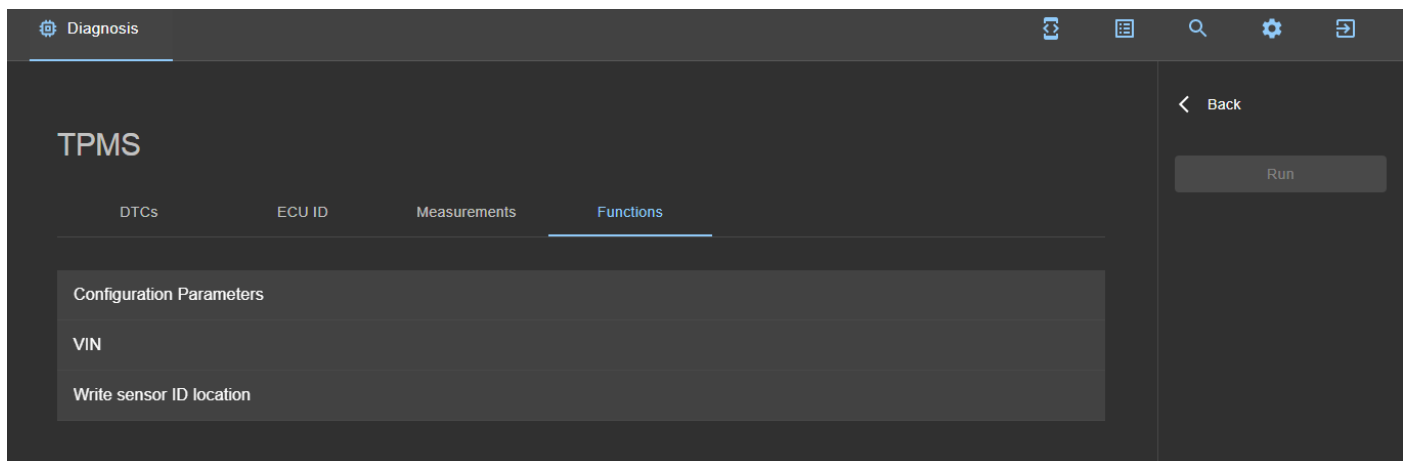 Diagnosis
Back
TPMS
Run
DTCs ECU ID Measurements Functions
Configuration Parameters
VIN
Write sensor ID location